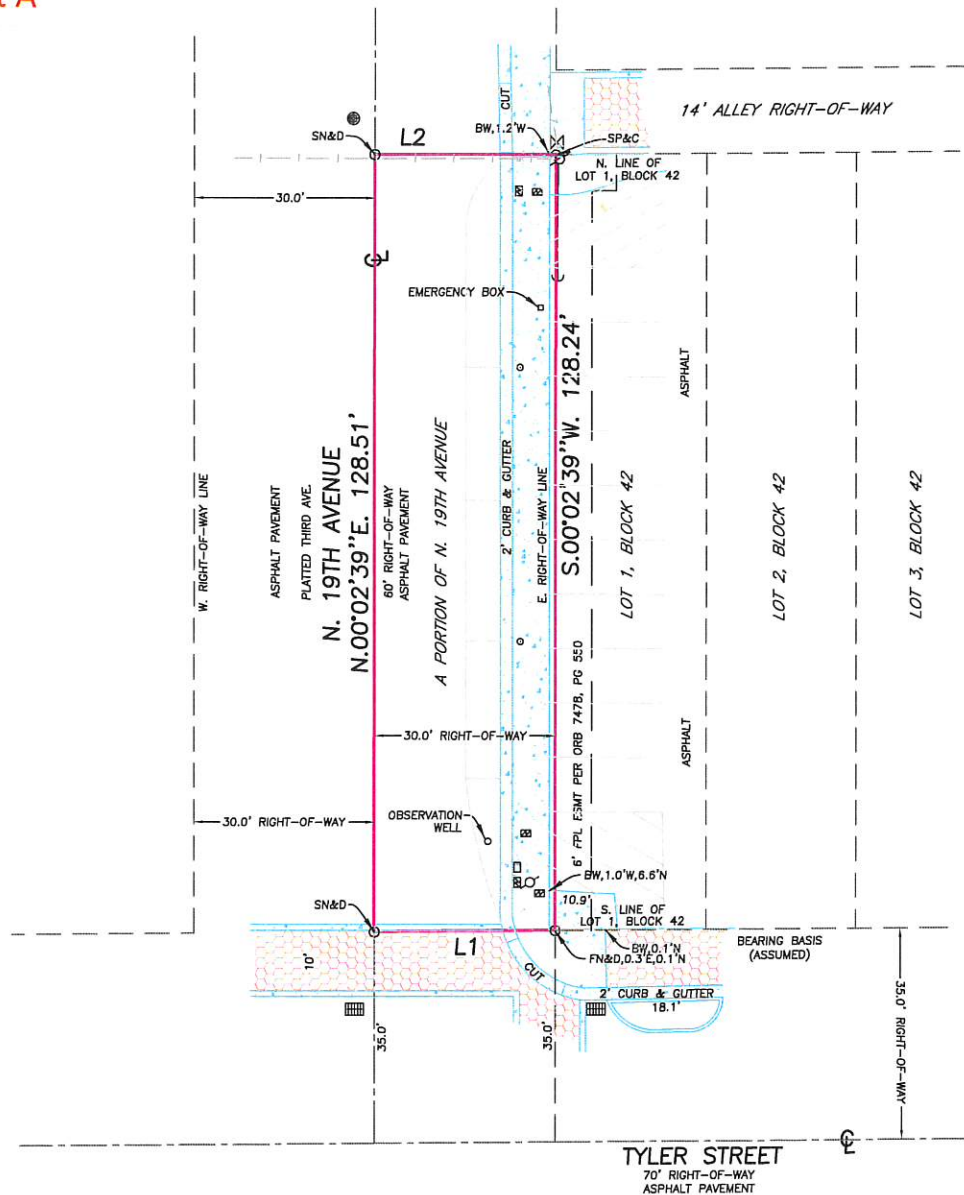 A
14' ALLEY RIGHT-OF-WAY
CUT
BW,1.2'W
SP&C
SN&D
L2
N. LINE OF
LOT 1, BLOCK 42
30.0'
EMERGENCY BOX
W. RIGHT-OF-WAY LINE
ASPHALT PAVEMENT
PLATTED THIRD AVE.
N. 19TH AVENUE
N.00°02'39"E. 128.51'
60' RIGHT-OF-WAY
ASPHALT PAVEMENT
A PORTION OF N. 19TH AVENUE
2' CURB & GUTTER
E. RIGHT-OF-WAY LINE
S.00°02'39"W. 128.24'
6' FPL ESMT PER ORB 7478, PG 550
LOT 1, BLOCK 42
ASPHALT
ASPHALT
LOT 2, BLOCK 42
LOT 3, BLOCK 42
30.0' RIGHT-OF-WAY
30.0' RIGHT-OF-WAY
OBSERVATION
WELL
BW,1.0'W,6.6'N
10.9'
S. LINE OF
LOT 1, BLOCK 42
SN&D
L1
BW,0.1'N
FN&D,0.3'E,0.1'N
BEARING BASIS
(ASSUMED)
10'
CUT
2' CURB & GUTTER
18.1'
35.0'
35.0'
35.0' RIGHT-OF-WAY
TYLER STREET
70' RIGHT-OF-WAY
ASPHALT PAVEMENT